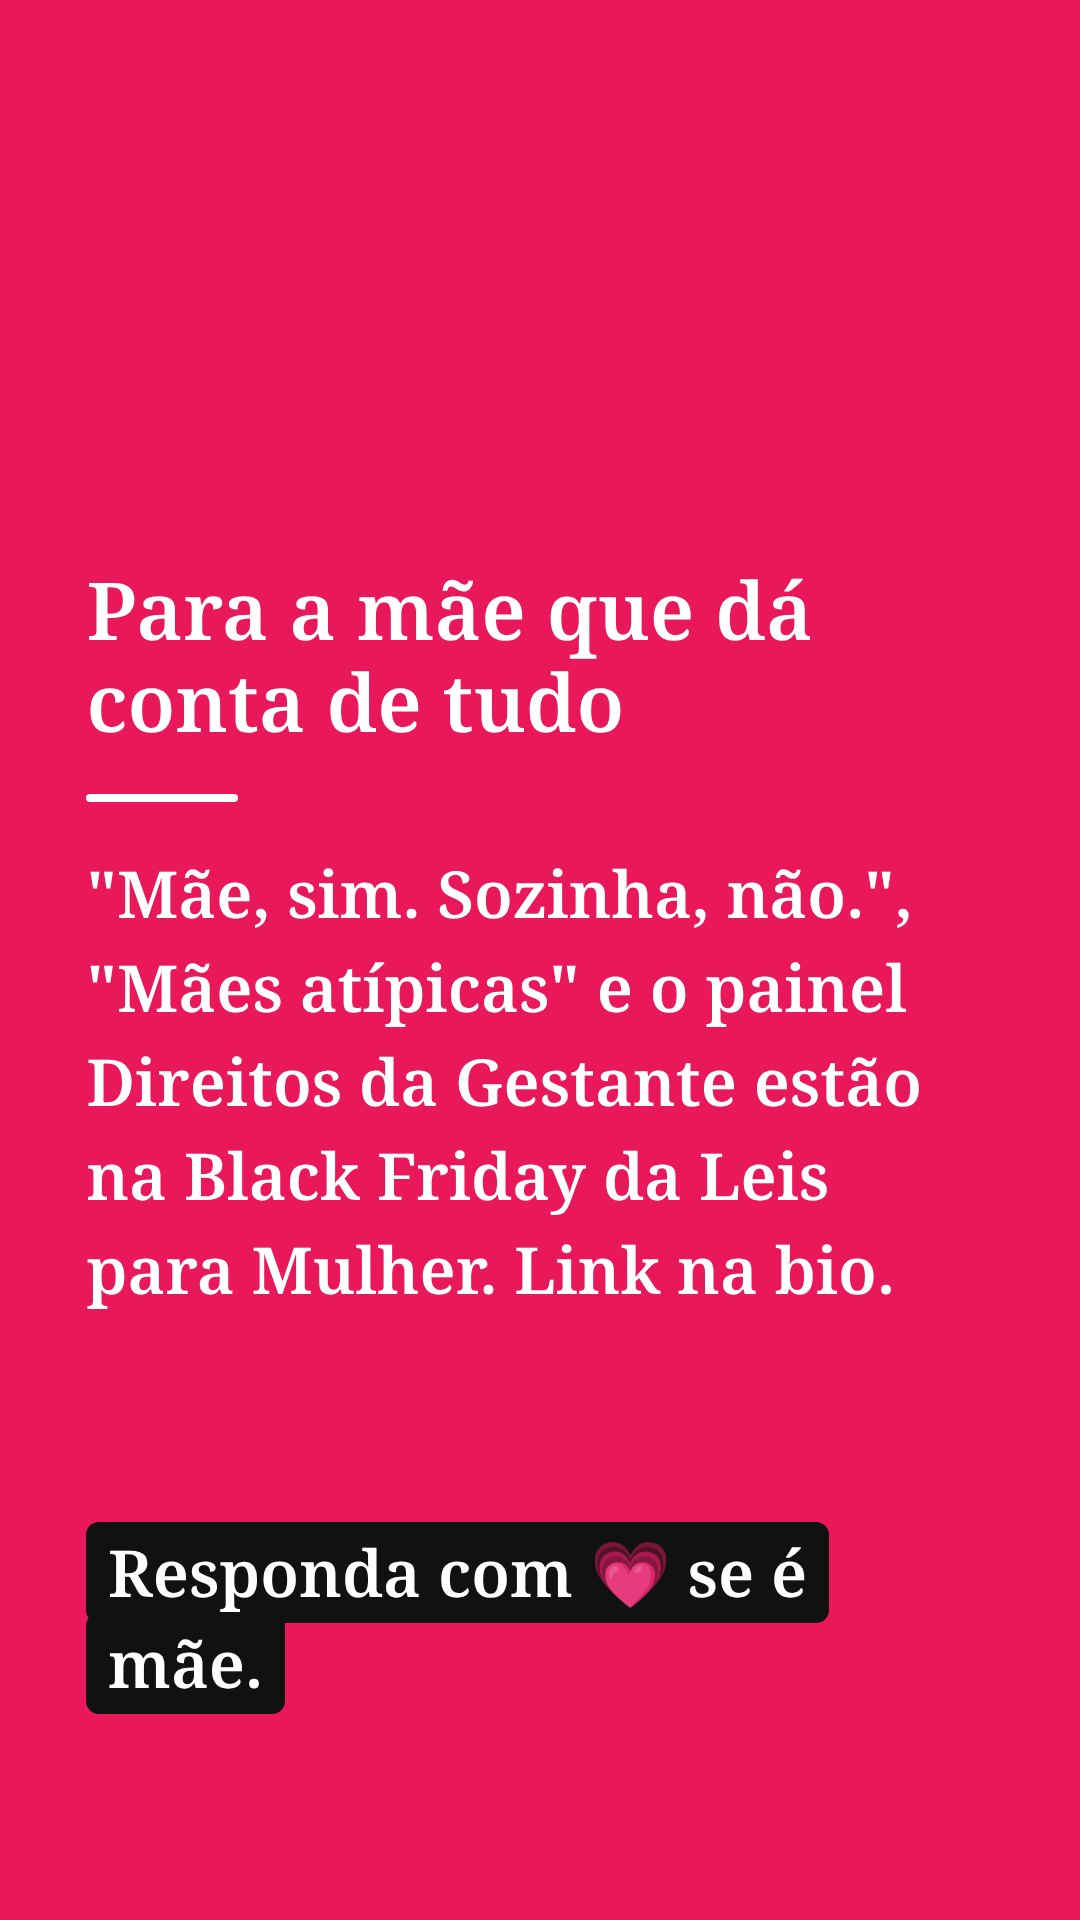 Para a mãe que dá
conta de tudo
"Mãe, sim. Sozinha, não.",
"Mães atípicas" e o painel
Direitos da Gestante estão
na Black Friday da Leis
para Mulher. Link na bio.
Responda com 💗 se é
mãe.